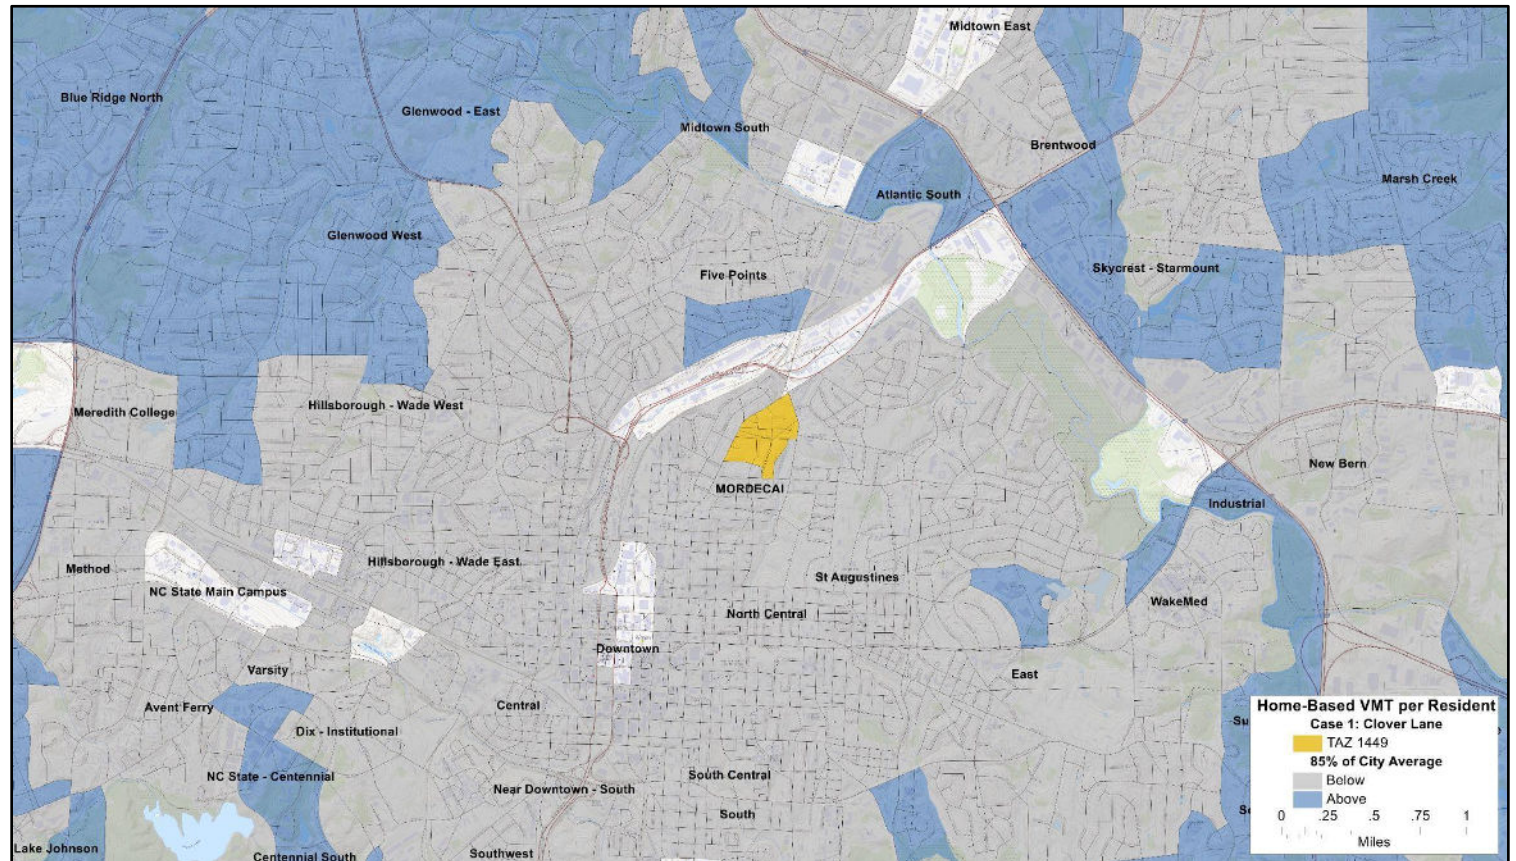 Midtown East
Blue Ridge North
Glenwood - East
Midtown South
Brentwood
Marsh Creek
Atlantic South
Glenwood West
Five Points
Skycrest - Starmount
Meredith College
Hillsborough - Wade West
New Bern
MORDECAI
Industrial
Hillsborough - Wade East
Method
St Augustines
NC State Main Campus
WakeMed
North Central
Downtown
Varsity
East
Avent Ferry
Central
Dix - Institutional
NC State - Centennial
South Central
Near Downtown - South
South
Lake Johnson
Centennial South
Southwest
Home-Based VMT per Resident
Case 1: Clover Lane
TAZ 1449
85% of City Average
Below
Above
0 .25 .5 .75 1
Miles